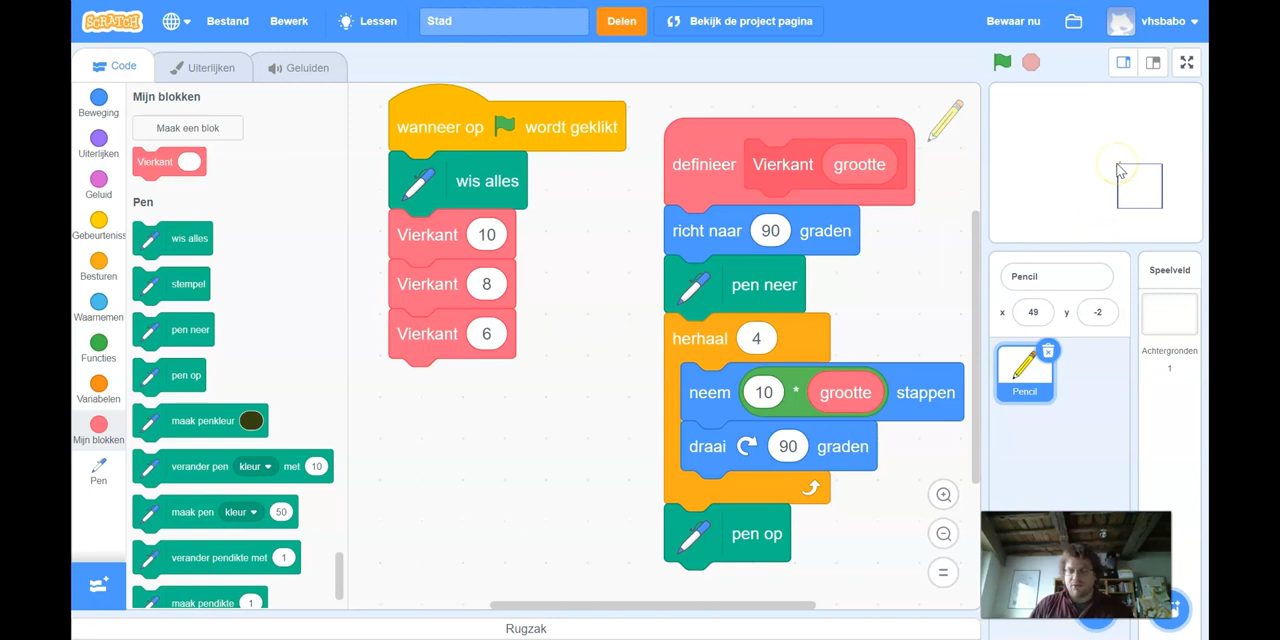 SCRATCH
Bestand
Bewerk
Lessen
Stad
Delen
Bekijk de project pagina
Bewaar nu
vhsbabo
Code
Uiterlijken
Geluiden
Beweging
Uiterlijken
Geluid
Gebeurteniss
Besturen
Waarnemen
Functies
Variabelen
Mijn blokken
Pen
Mijn blokken
Maak een blok
Vierkant
Pen
wis alles
stempel
pen neer
pen op
maak penkleur
verander pen kleur met 10
maak pen kleur 50
verander pendikte met 1
maak pendikte 1
wanneer op wordt geklikt
wis alles
Vierkant 10
Vierkant 8
Vierkant 6
definieer Vierkant grootte
richt naar 90 graden
pen neer
herhaal 4
neem 10 * grootte stappen
draai 90 graden
pen op
Pencil
x 49 y -2
Pencil
Speelveld
Achtergronden
1
Rugzak